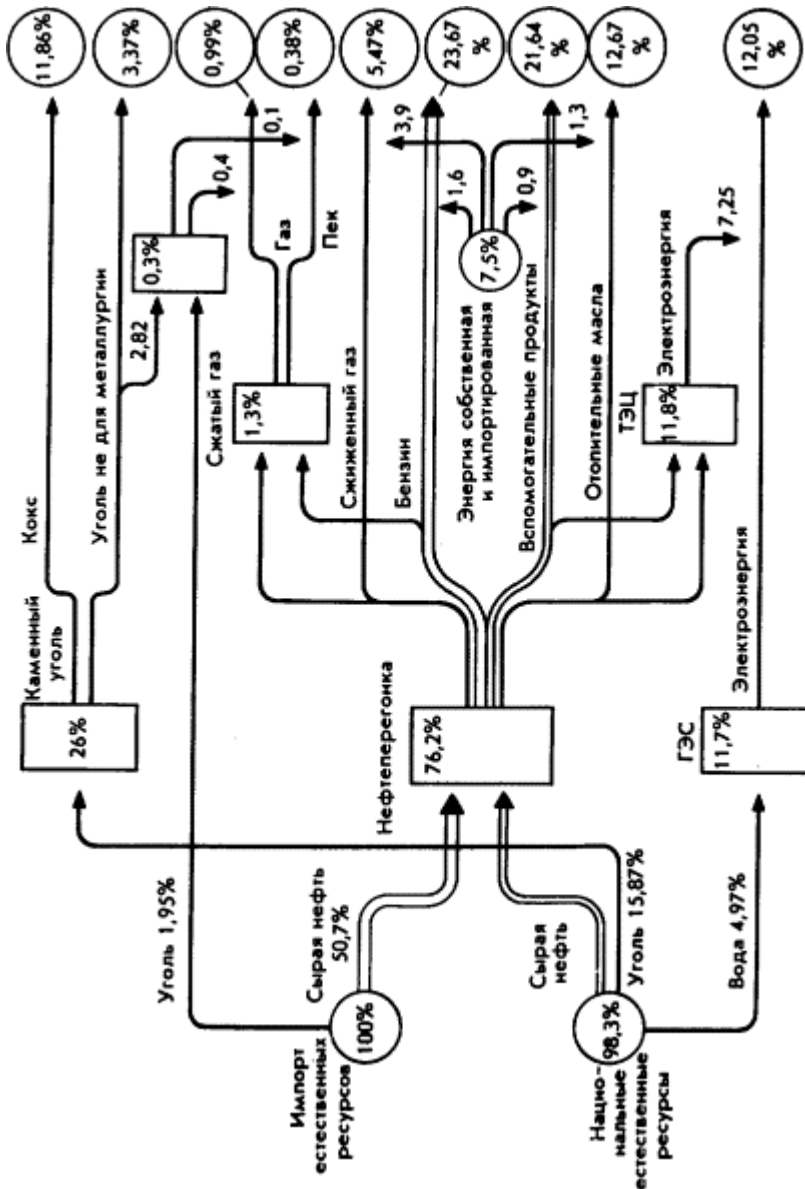 11,86%
3,37%
0,99%
0,38%
5,47%
23,67
%
21,64
%
12,67
%
12,05
%
Кокс
Уголь не для металлургии
2,82
0,3%
0,4
0,1
Каменный
уголь
26%
Сжатый газ
1,3%
Газ
Пек
Сжиженный газ
Бензин
3,9
1,6
7,5%
0,9
1,3
Энергия собственная
и импортированная
Вспомогательные продукты
Отопительные масла
ТЭЦ
11,8%
Электроэнергия
7,25
Нефтеперегонка
76,2%
ГЭС
11,7%
Электроэнергия
Уголь 1,95%
Сырая нефть
50,7%
Импорт
естественных
ресурсов
100%
Сырая
нефть
Уголь 15,87%
Вода 4,97%
98,3%
Нацио-
нальные
естественные
ресурсы